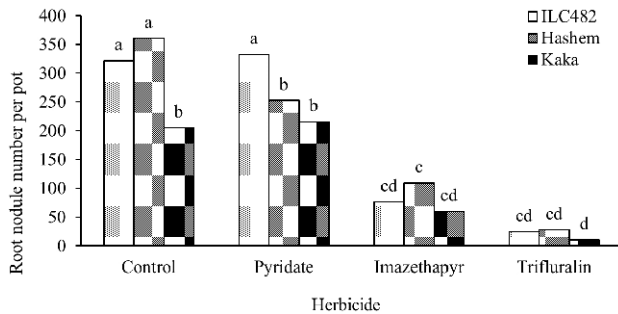 Root nodule number per pot
400
350
300
250
200
150
100
50
0
a a b
a b b
cd c cd
cd cd d
ILC482
Hashem
Kaka
Control Pyridate Imazethapyr Trifluralin
Herbicide